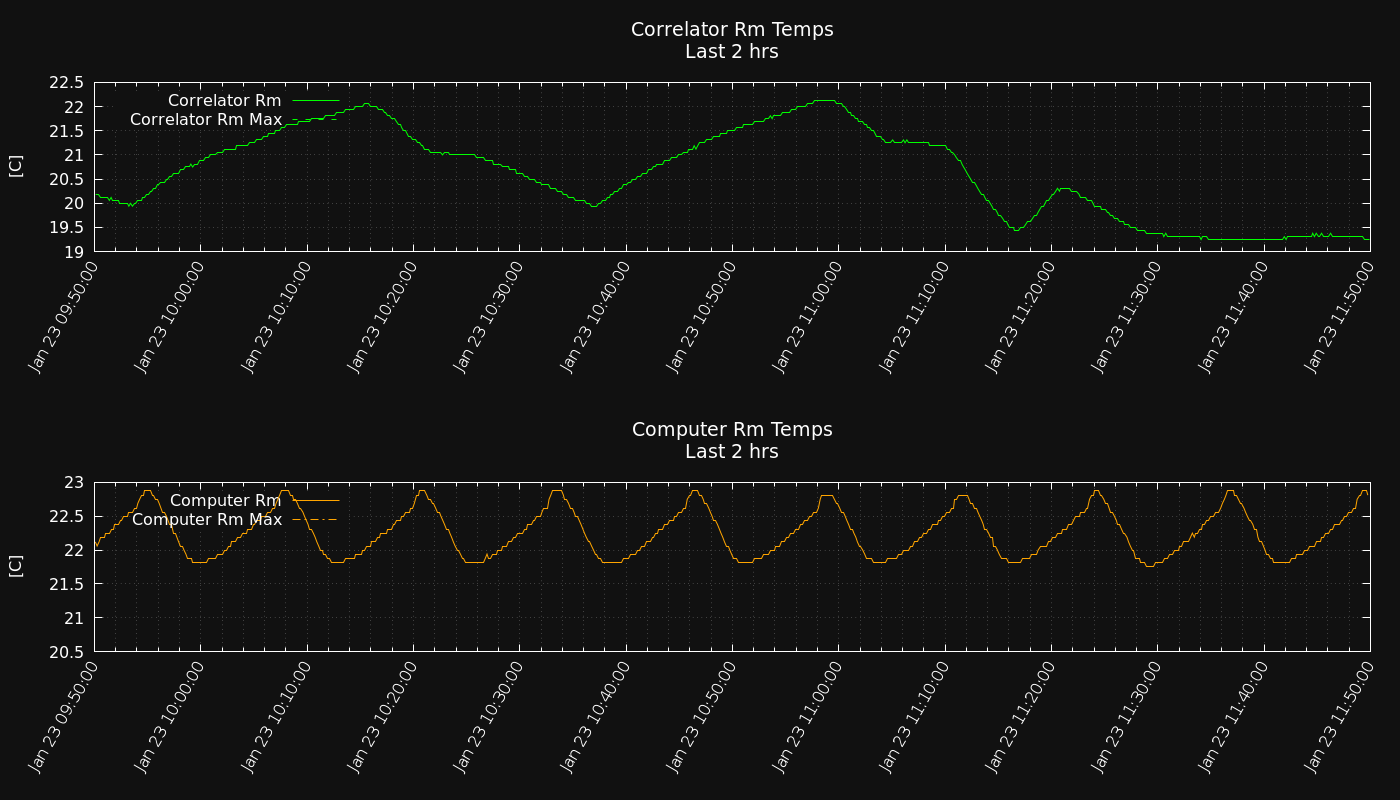 Correlator Rm Temps
Last 2 hrs
22.5
22
21.5
21
20.5
20
19.5
19
[C]
Correlator Rm
Correlator Rm Max
Jan 23 09:50:00
Jan 23 10:00:00
Jan 23 10:10:00
Jan 23 10:20:00
Jan 23 10:30:00
Jan 23 10:40:00
Jan 23 10:50:00
Jan 23 11:00:00
Jan 23 11:10:00
Jan 23 11:20:00
Jan 23 11:30:00
Jan 23 11:40:00
Jan 23 11:50:00
Computer Rm Temps
Last 2 hrs
23
22.5
22
21.5
21
20.5
[C]
Computer Rm
Computer Rm Max
Jan 23 09:50:00
Jan 23 10:00:00
Jan 23 10:10:00
Jan 23 10:20:00
Jan 23 10:30:00
Jan 23 10:40:00
Jan 23 10:50:00
Jan 23 11:00:00
Jan 23 11:10:00
Jan 23 11:20:00
Jan 23 11:30:00
Jan 23 11:40:00
Jan 23 11:50:00